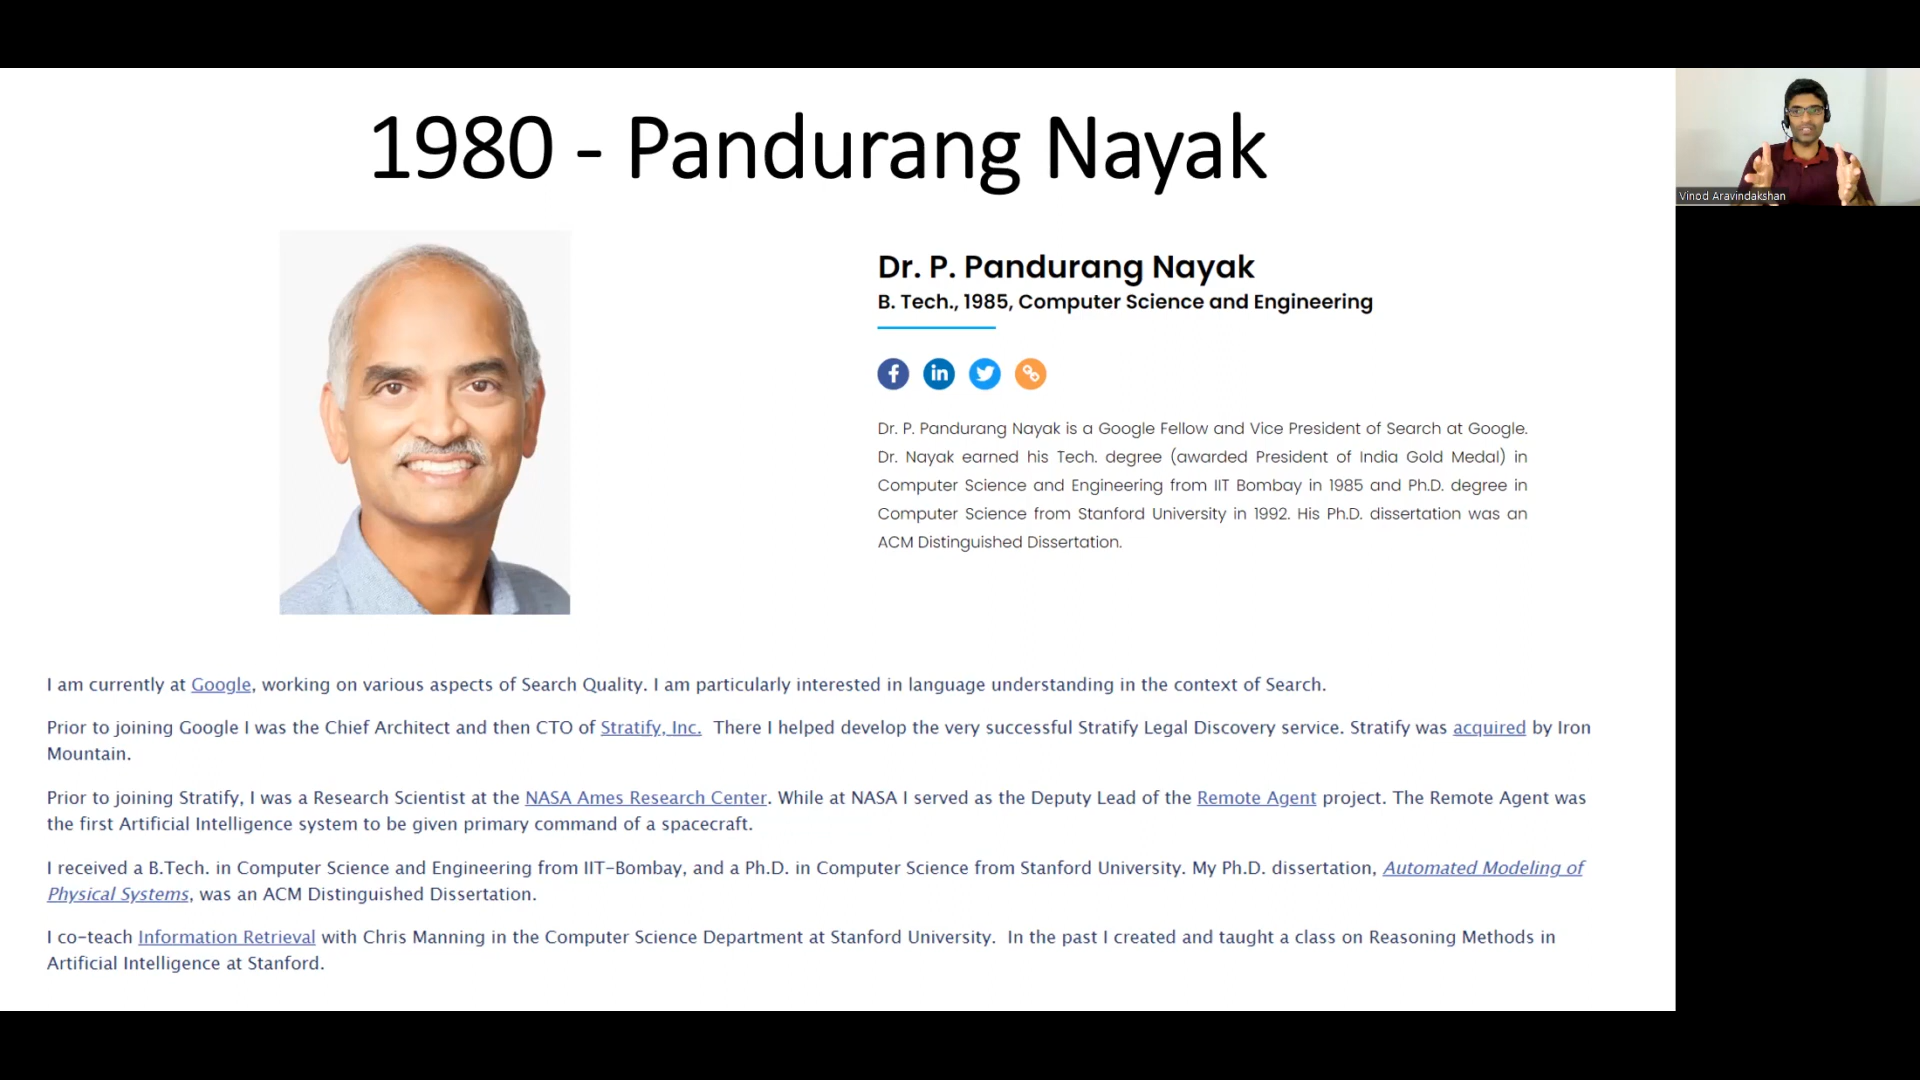 1980 - Pandurang Nayak
Vinod Aravindakshan
Dr. P. Pandurang Nayak
B. Tech., 1985, Computer Science and Engineering
Dr. P. Pandurang Nayak is a Google Fellow and Vice President of Search at Google.
Dr. Nayak earned his Tech. degree (awarded President of India Gold Medal) in
Computer Science and Engineering from IIT Bombay in 1985 and Ph.D. degree in
Computer Science from Stanford University in 1992. His Ph.D. dissertation was an
ACM Distinguished Dissertation.
I am currently at Google, working on various aspects of Search Quality. I am particularly interested in language understanding in the context of Search.
Prior to joining Google I was the Chief Architect and then CTO of Stratify, Inc. There I helped develop the very successful Stratify Legal Discovery service. Stratify was acquired by Iron
Mountain.
Prior to joining Stratify, I was a Research Scientist at the NASA Ames Research Center. While at NASA I served as the Deputy Lead of the Remote Agent project. The Remote Agent was
the first Artificial Intelligence system to be given primary command of a spacecraft.
I received a B.Tech. in Computer Science and Engineering from IIT-Bombay, and a Ph.D. in Computer Science from Stanford University. My Ph.D. dissertation, Automated Modeling of
Physical Systems, was an ACM Distinguished Dissertation.
I co-teach Information Retrieval with Chris Manning in the Computer Science Department at Stanford University. In the past I created and taught a class on Reasoning Methods in
Artificial Intelligence at Stanford.